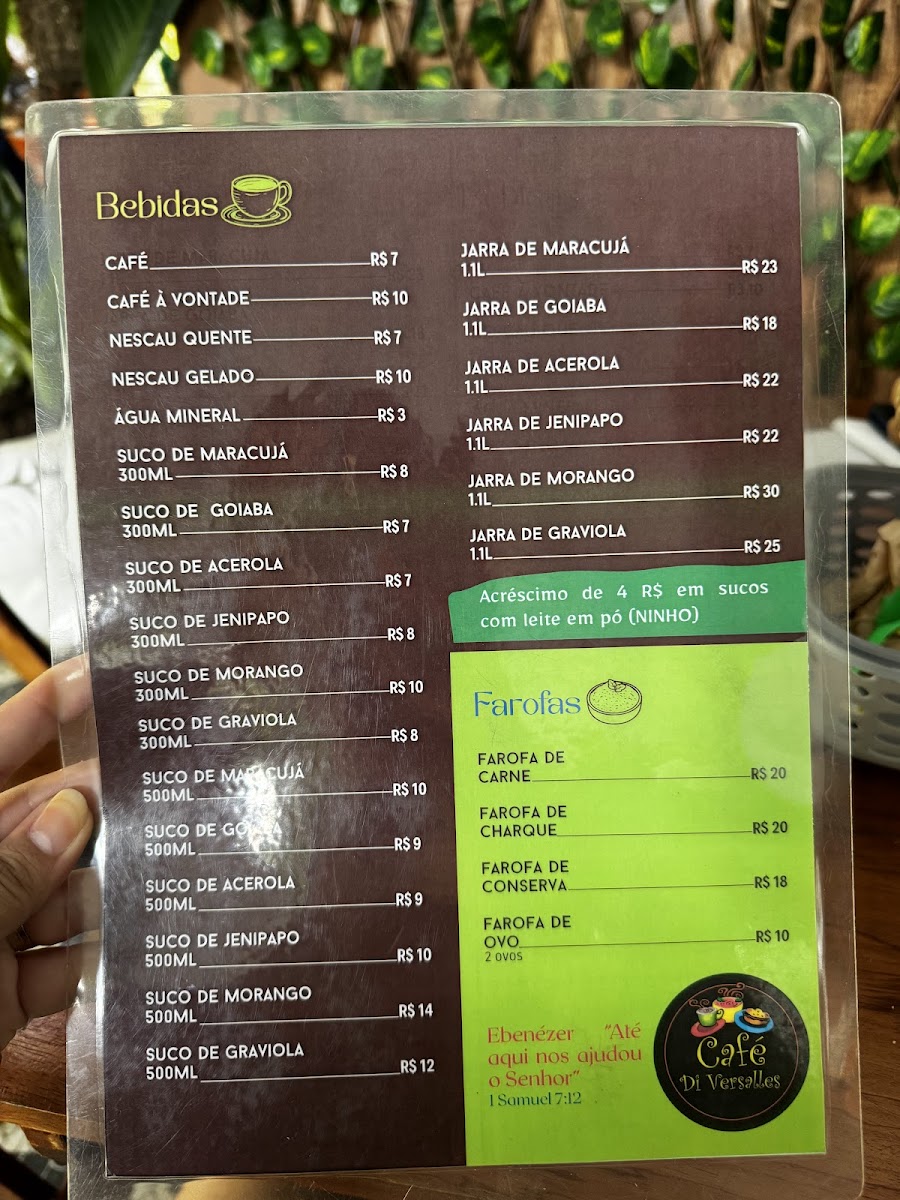 Bebidas
CAFÉ R$ 7
CAFÉ À VONTADE R$ 10
NESCAU QUENTE R$ 7
NESCAU GELADO R$ 10
ÁGUA MINERAL R$ 3
SUCO DE MARACUJÁ
300ML R$ 8
SUCO DE GOIABA
300ML R$ 7
SUCO DE ACEROLA
300ML R$ 7
SUCO DE JENIPAPO
300ML R$ 8
SUCO DE MORANGO
300ML R$ 10
SUCO DE GRAVIOLA
300ML R$ 8
SUCO DE MARACUJÁ
500ML R$ 10
SUCO DE GOIABA
500ML R$ 9
SUCO DE ACEROLA
500ML R$ 9
SUCO DE JENIPAPO
500ML R$ 10
SUCO DE MORANGO
500ML R$ 14
SUCO DE GRAVIOLA
500ML R$ 12
JARRA DE MARACUJÁ
1.1L R$ 23
JARRA DE GOIABA
1.1L R$ 18
JARRA DE ACEROLA
1.1L R$ 22
JARRA DE JENIPAPO
1.1L R$ 22
JARRA DE MORANGO
1.1L R$ 30
JARRA DE GRAVIOLA
1.1L R$ 25
Acréscimo de 4 R$ em sucos
com leite em pó (NINHO)
Farofas
FAROFA DE
CARNE R$ 20
FAROFA DE
CHARQUE R$ 20
FAROFA DE
CONSERVA R$ 18
FAROFA DE
OVO R$ 10
2 OVOS
Ebenézer "Até
aqui nos ajudou
o Senhor"
1 Samuel 7:12
Café
Di Versalles